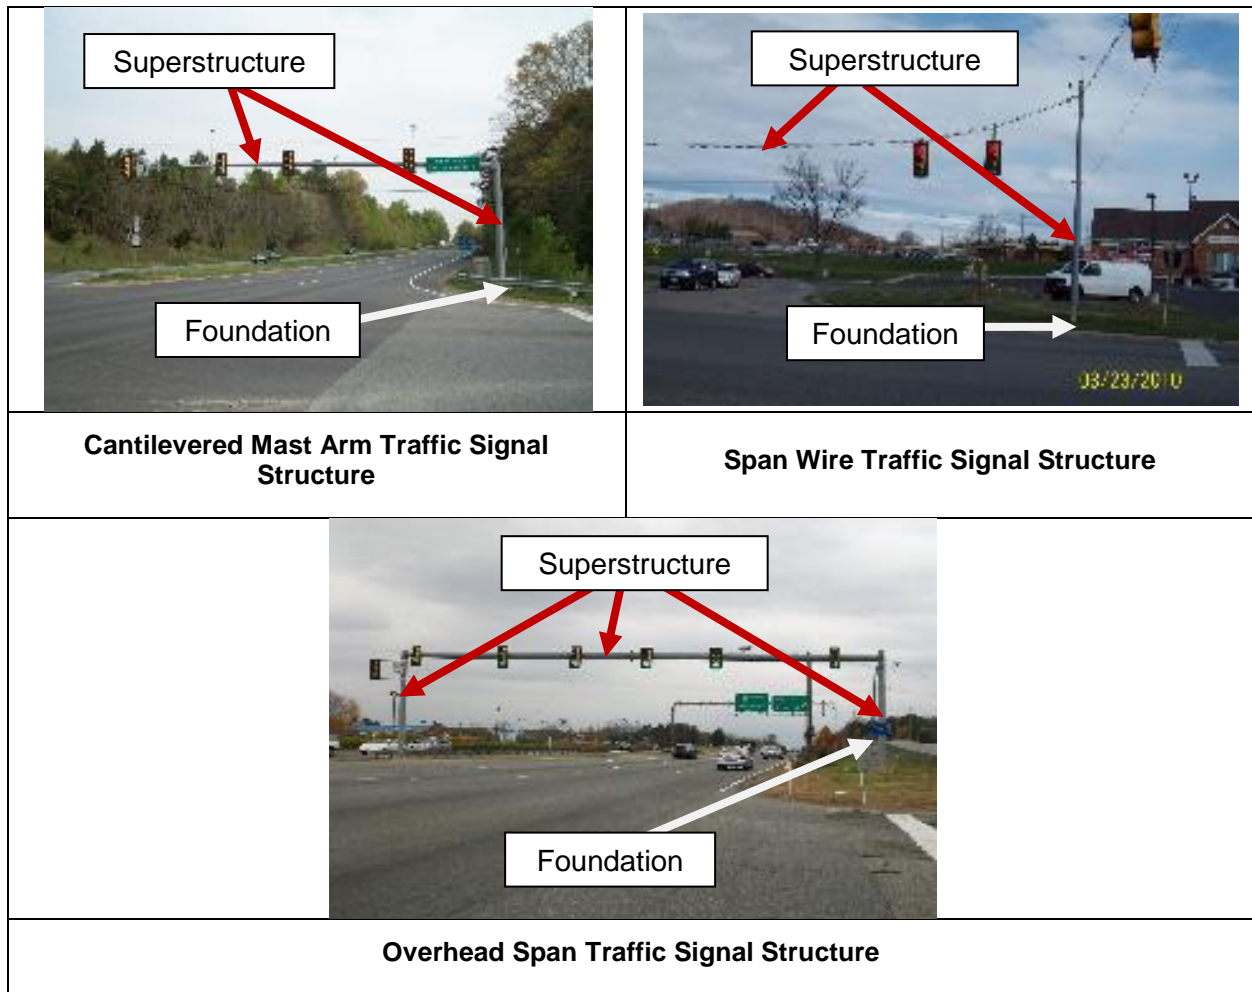 Superstructure
Foundation
Superstructure
Foundation
03/23/2010
Cantilevered Mast Arm Traffic Signal
Structure
Span Wire Traffic Signal Structure
Superstructure
Foundation
Overhead Span Traffic Signal Structure